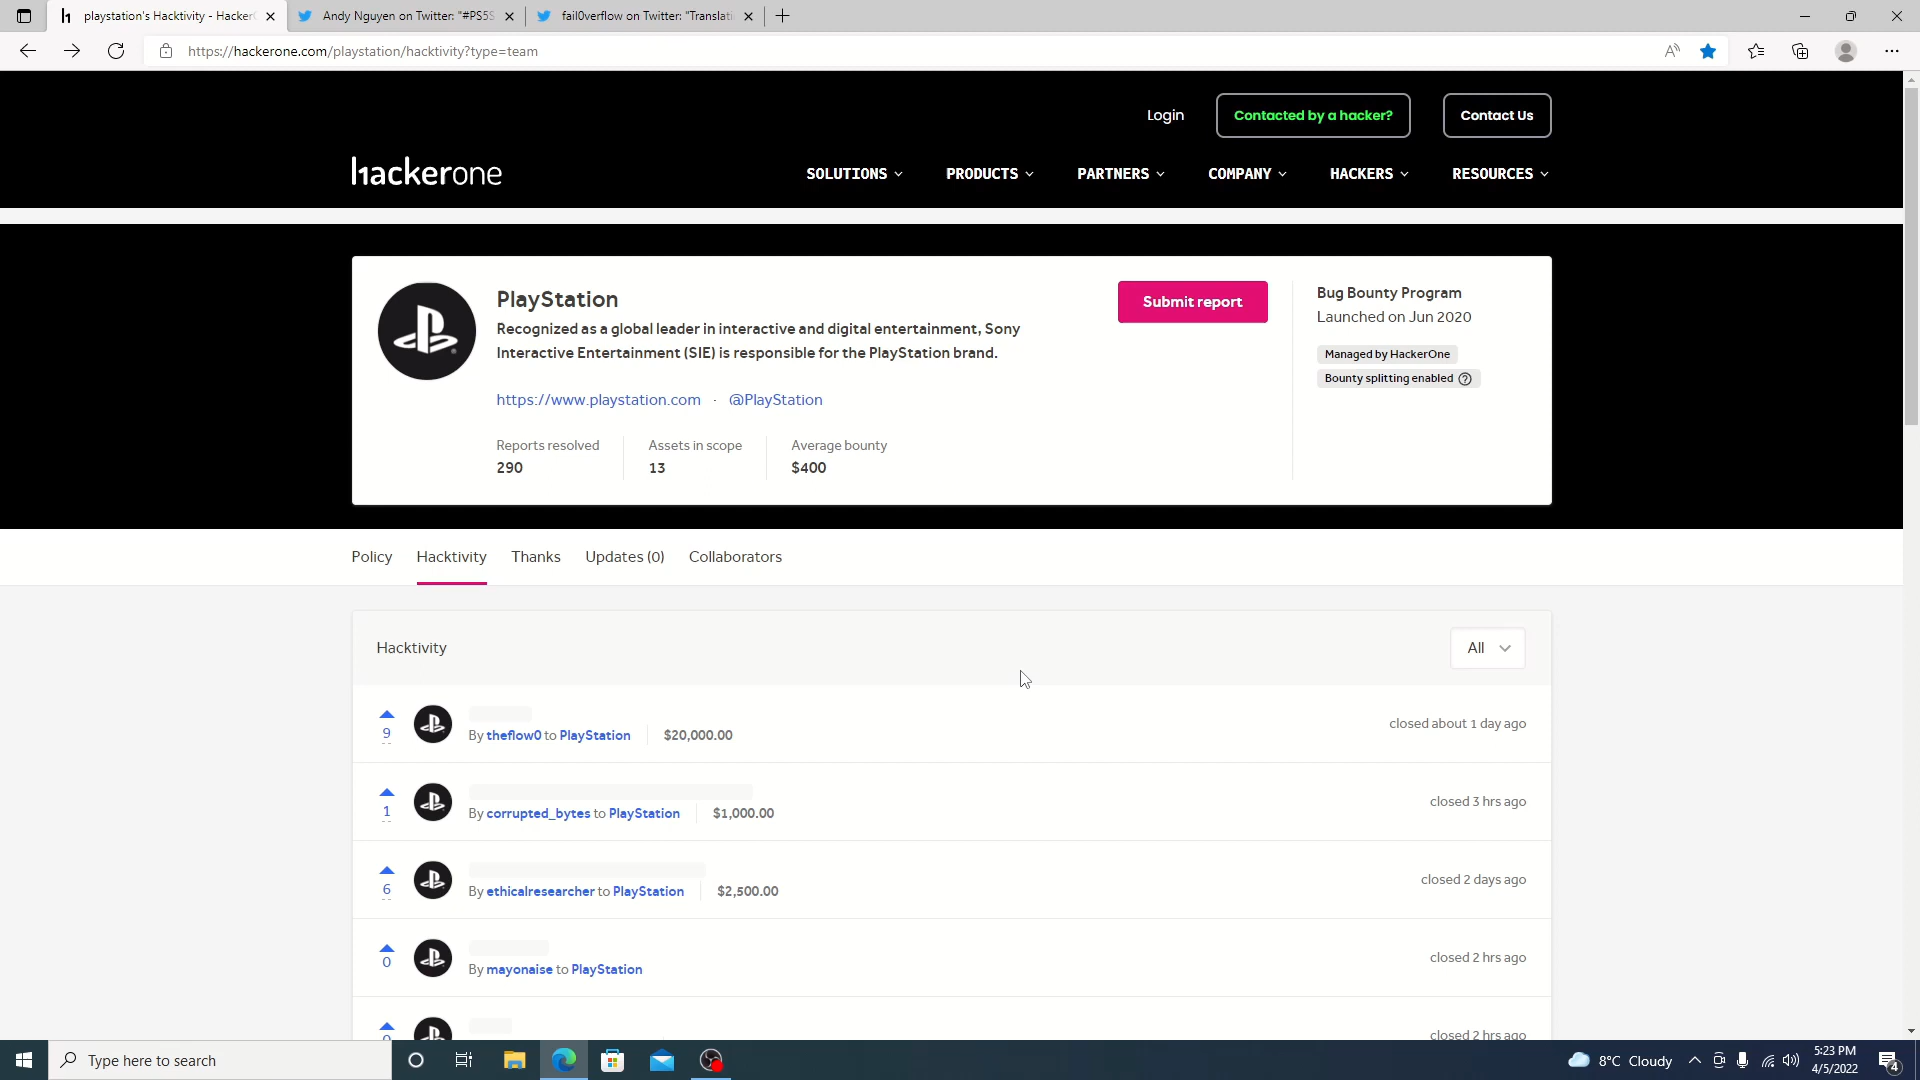 playstation's Hacktivity - Hacker
Andy Nguyen on Twitter: "#PS5S
fail0verflow on Twitter: "Translati
https://hackerone.com/playstation/hacktivity?type=team
Login
Contacted by a hacker?
Contact Us
hackerone
SOLUTIONS
PRODUCTS
PARTNERS
COMPANY
HACKERS
RESOURCES
PlayStation
Recognized as a global leader in interactive and digital entertainment, Sony
Interactive Entertainment (SIE) is responsible for the PlayStation brand.
https://www.playstation.com · @PlayStation
Reports resolved
290
Assets in scope
13
Average bounty
$400
Submit report
Bug Bounty Program
Launched on Jun 2020
Managed by HackerOne
Bounty splitting enabled
Policy
Hacktivity
Thanks
Updates (0)
Collaborators
Hacktivity
All
9
By theflow0 to PlayStation
$20,000.00
closed about 1 day ago
1
By corrupted_bytes to PlayStation
$1,000.00
closed 3 hrs ago
6
By ethicalresearcher to PlayStation
$2,500.00
closed 2 days ago
0
By mayonaise to PlayStation
closed 2 hrs ago
0
closed 2 hrs ago
Type here to search
8°C Cloudy
5:23 PM
4/5/2022
4